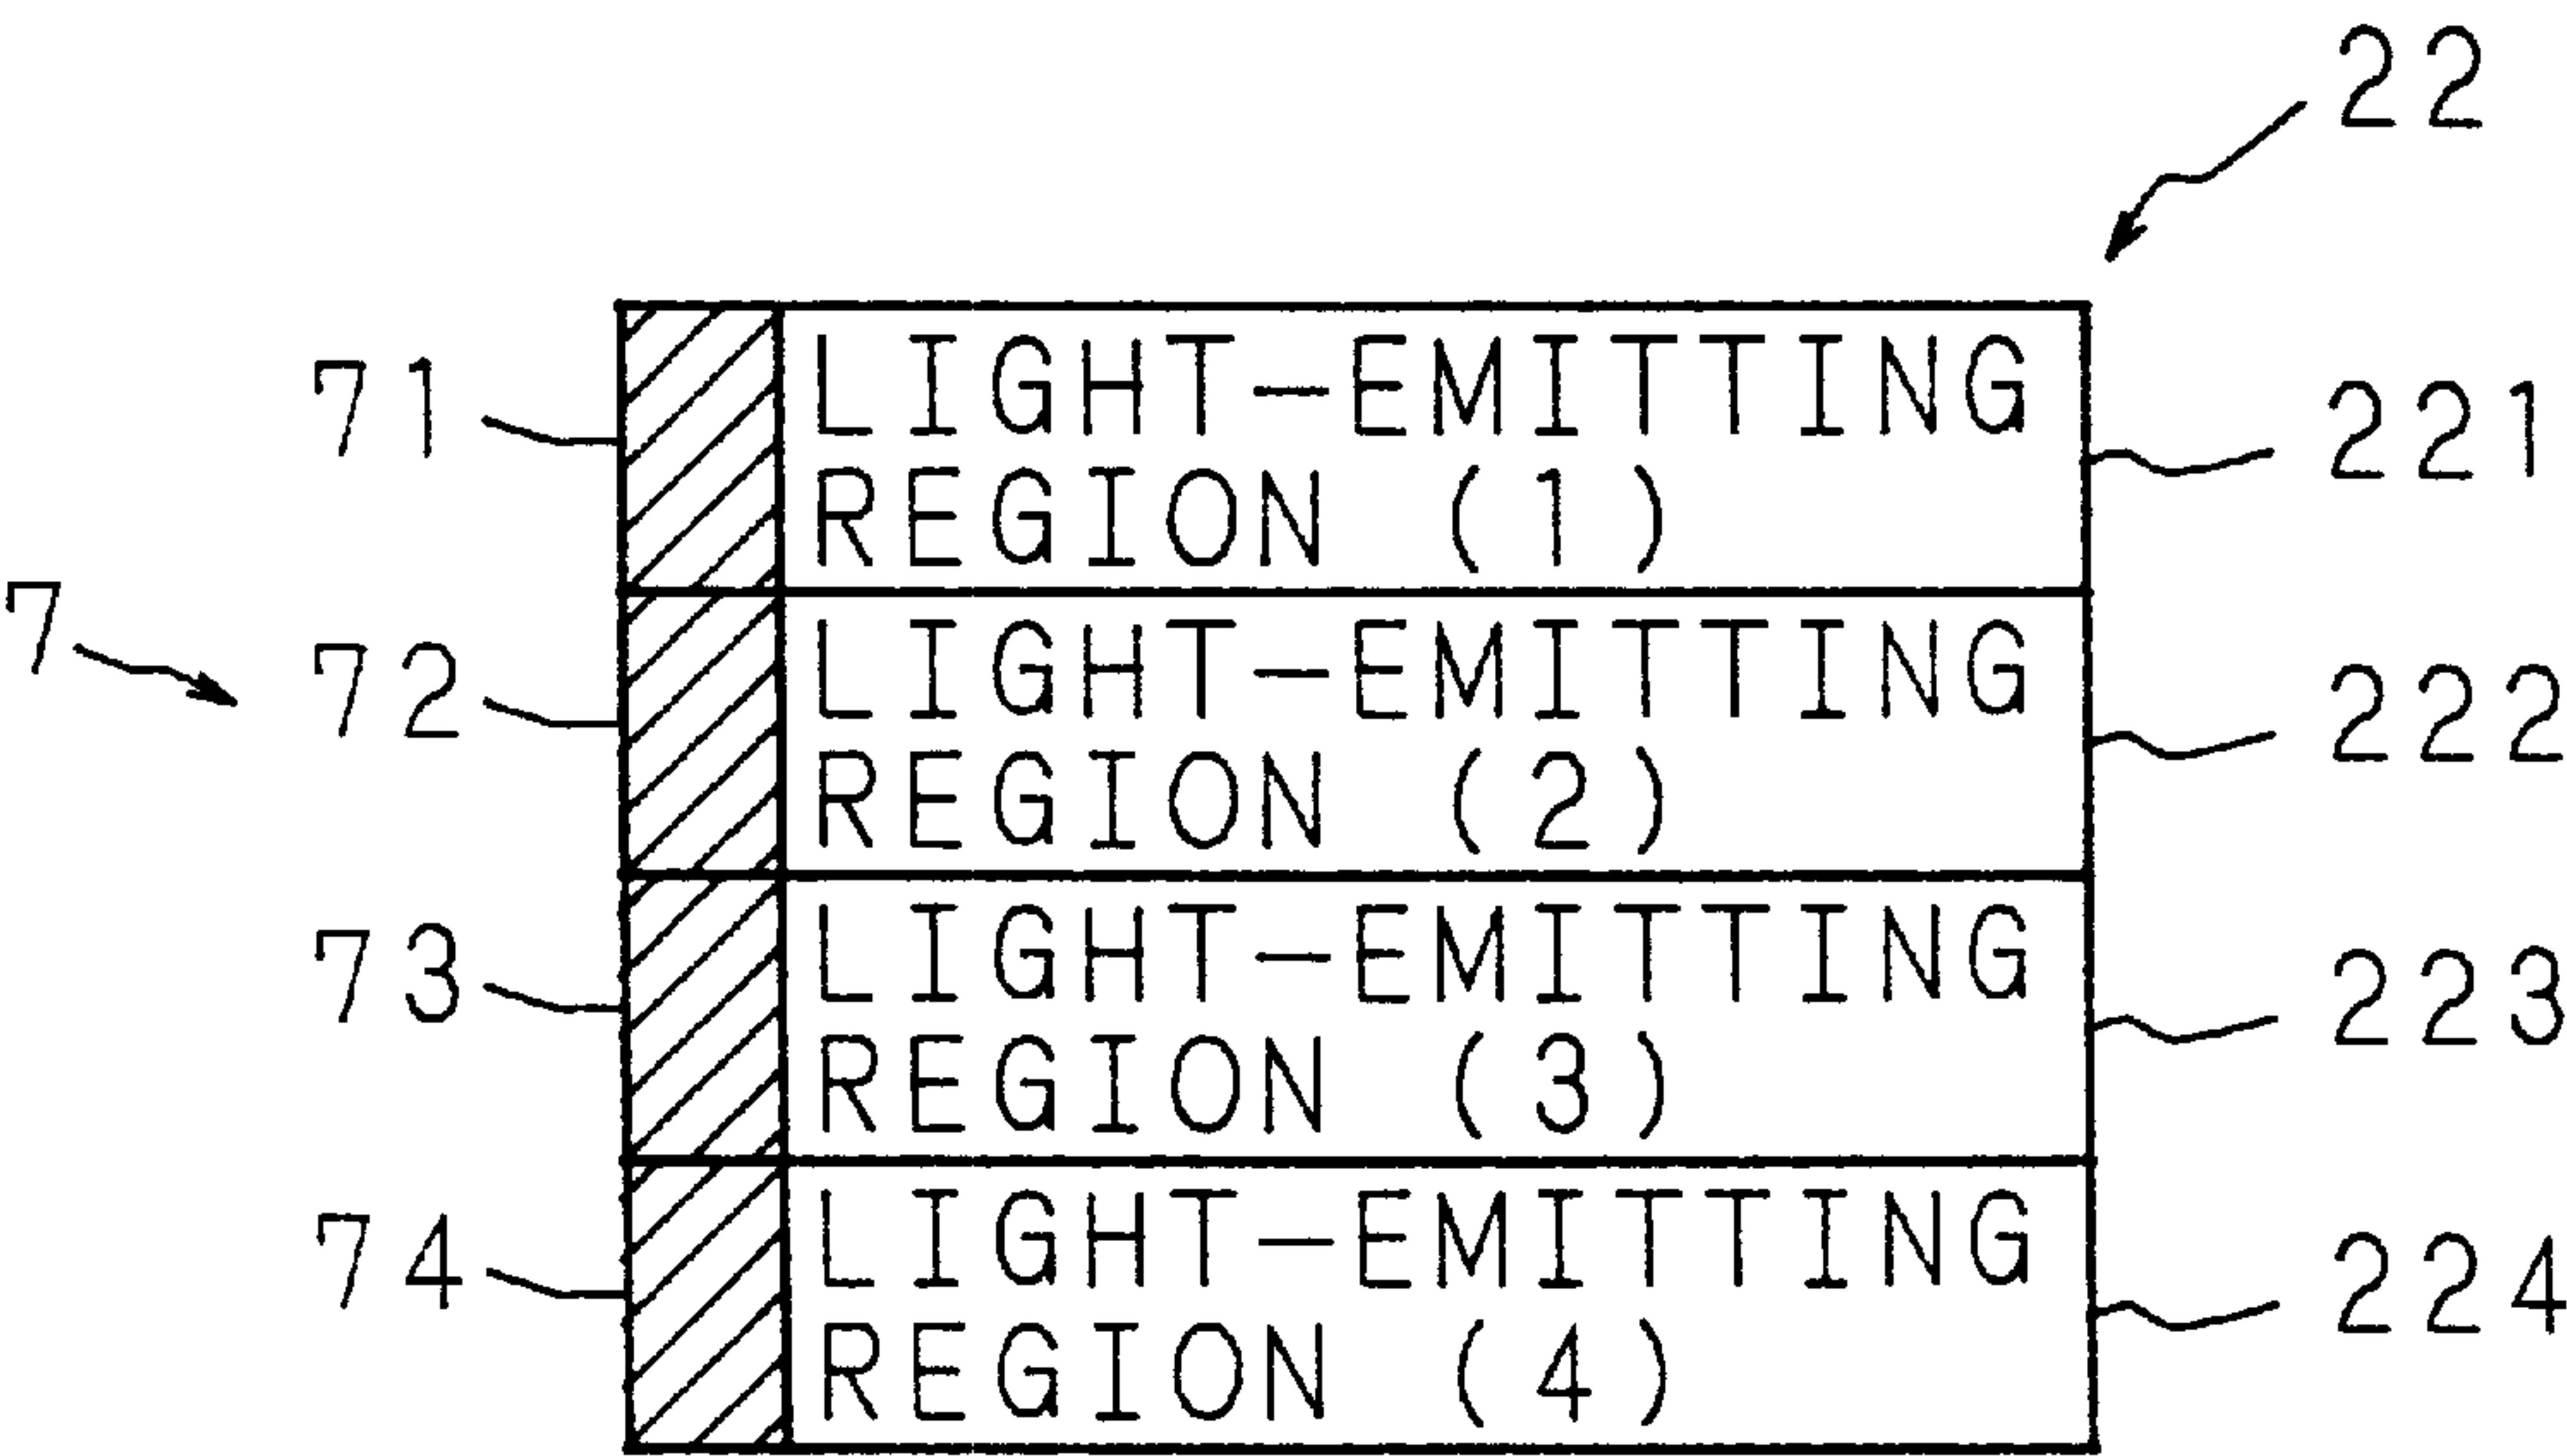 22
71
LIGHT-EMITTING
REGION (1)
221
7
72
LIGHT-EMITTING
REGION (2)
222
73
LIGHT-EMITTING
REGION (3)
223
74
LIGHT-EMITTING
REGION (4)
224